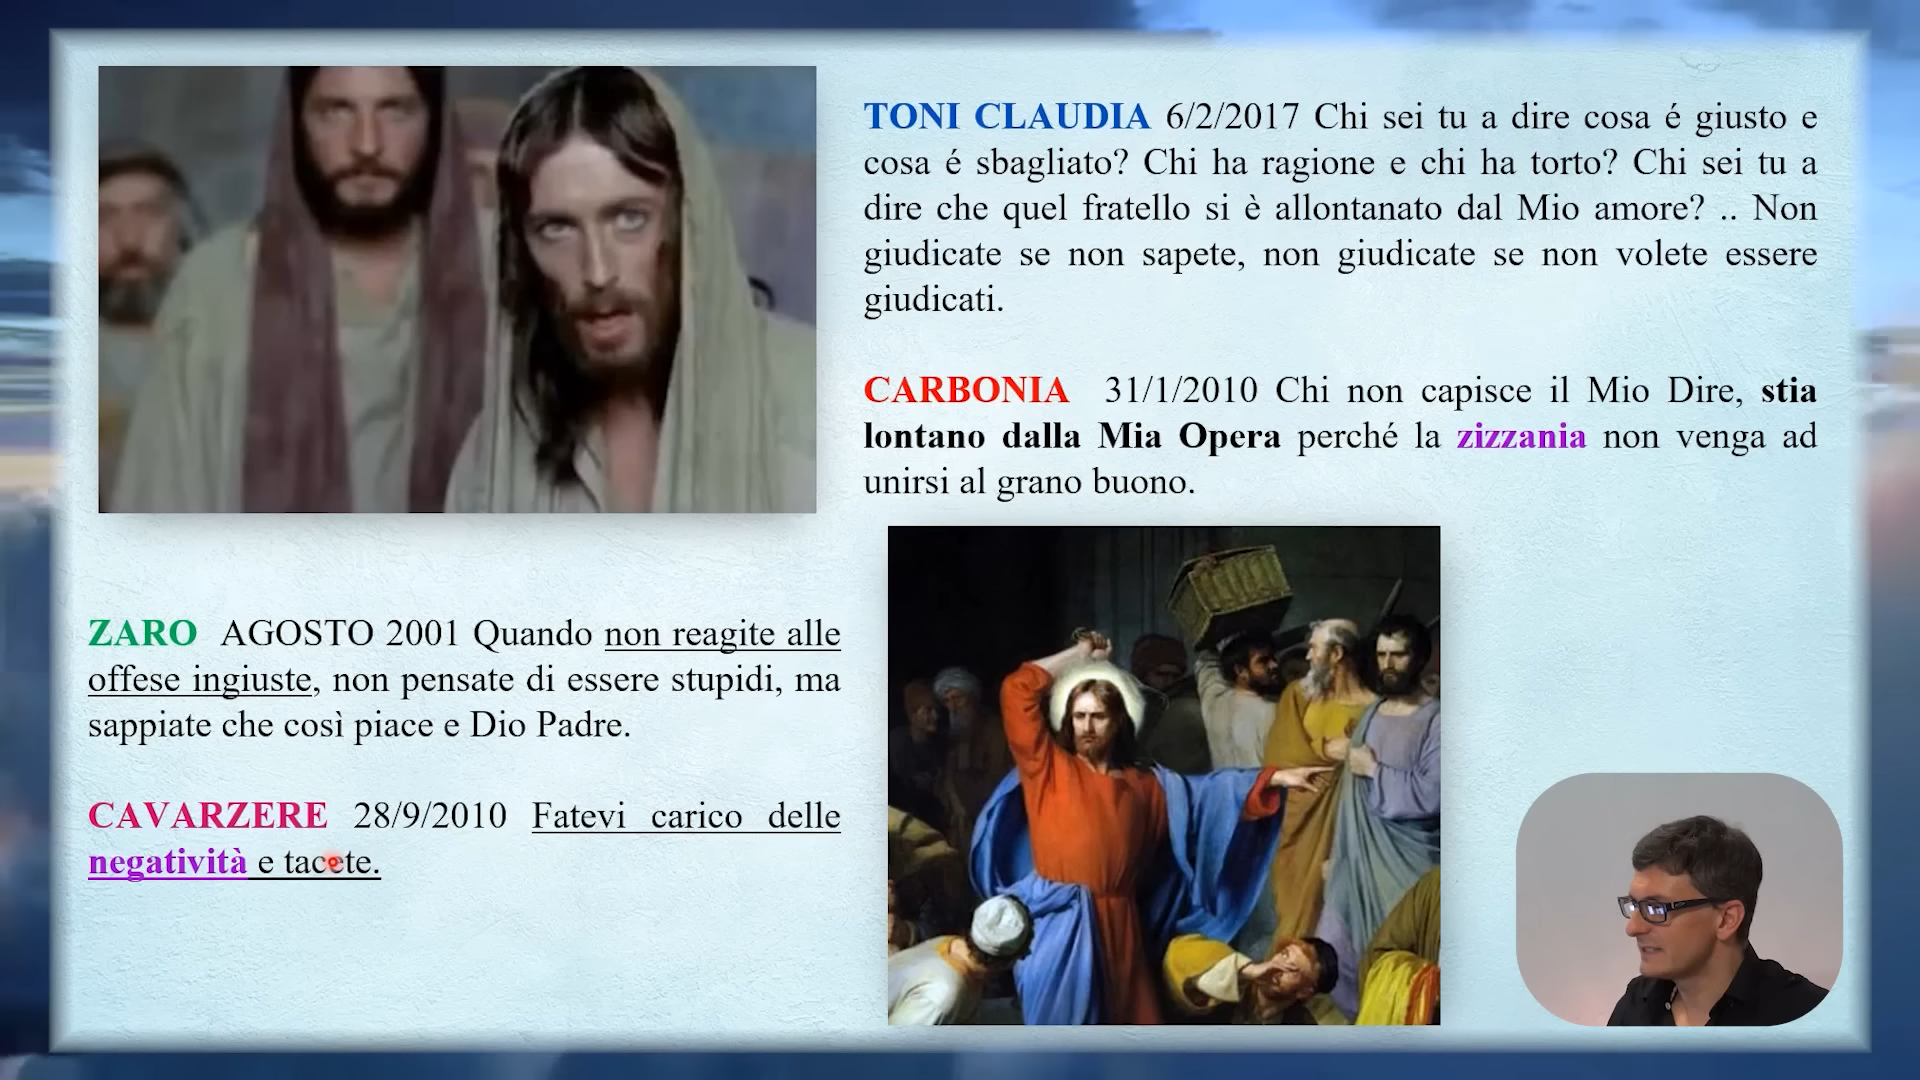 TONI CLAUDIA 6/2/2017 Chi sei tu a dire cosa é giusto e
cosa é sbagliato? Chi ha ragione e chi ha torto? Chi sei tu a
dire che quel fratello si è allontanato dal Mio amore? .. Non
giudicate se non sapete, non giudicate se non volete essere
giudicati.
CARBONIA 31/1/2010 Chi non capisce il Mio Dire, stia
lontano dalla Mia Opera perché la zizzania non venga ad
unirsi al grano buono.
ZARO AGOSTO 2001 Quando non reagite alle
offese ingiuste, non pensate di essere stupidi, ma
sappiate che così piace e Dio Padre.
CAVARZERE 28/9/2010 Fatevi carico delle
negatività e tacete.